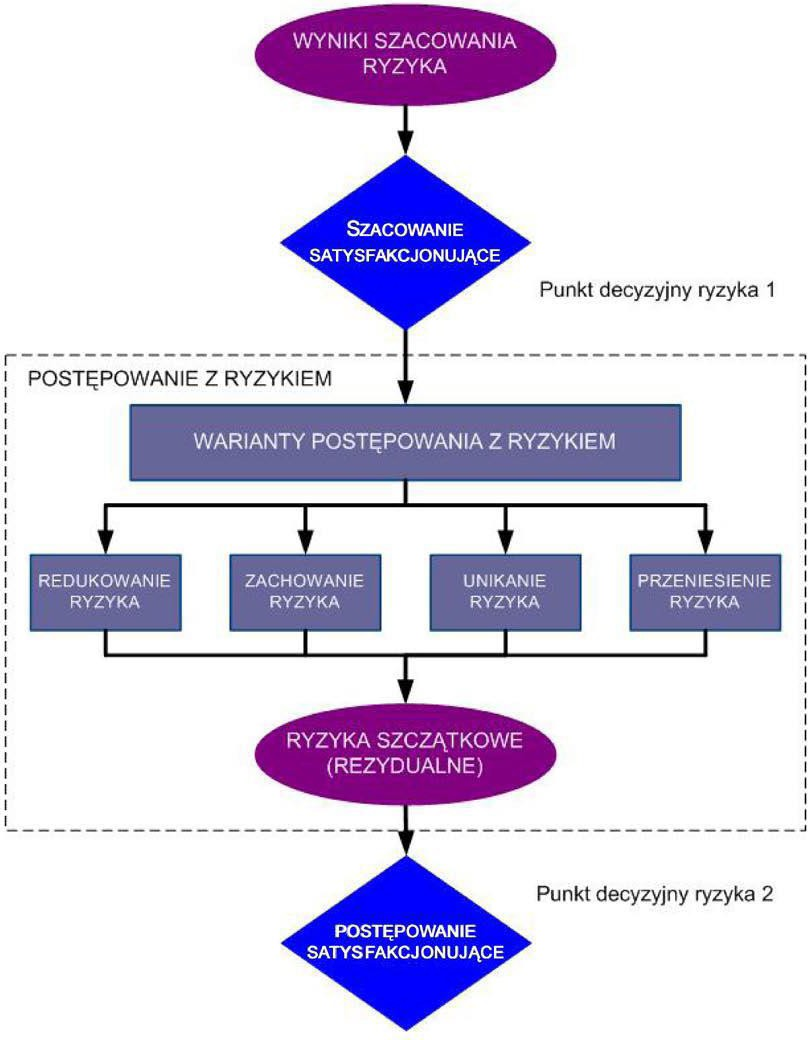 WYNIKI SZACOWANIA
RYZYKA
SZACOWANIE
SATYSFAKCJONUJĄCE
Punkt decyzyjny ryzyka 1
POSTĘPOWANIE Z RYZYKIEM
WARIANTY POSTĘPOWANIA Z RYZYKIEM
REDUKOWANIE
RYZYKA
ZACHOWANIE
RYZYKA
UNIKANIE
RYZYKA
PRZENIESIENIE
RYZYKA
RYZYKA SZCZĄTKOWE
(REZYDUALNE)
Punkt decyzyjny ryzyka 2
POSTĘPOWANIE
SATYSFAKCJONUJĄCE